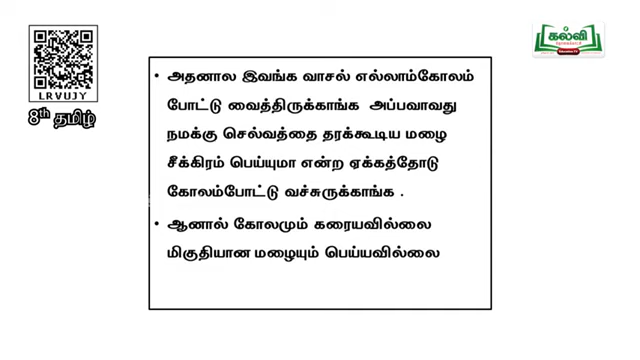 LRVUJY
8th தமிழ்
கல்வி
• அதனால இவங்க வாசல் எல்லாம்கோலம்
போட்டு வைத்திருக்காங்க அப்பவாவது
நமக்கு செல்வத்தை தரக்கூடிய மழை
சீக்கிரம் பெய்யுமா என்ற ஏக்கத்தோடு
கோலம்போட்டு வச்சுருக்காங்க .
• ஆனால் கோலமும் கரையவில்லை
மிகுதியான மழையும் பெய்யவில்லை